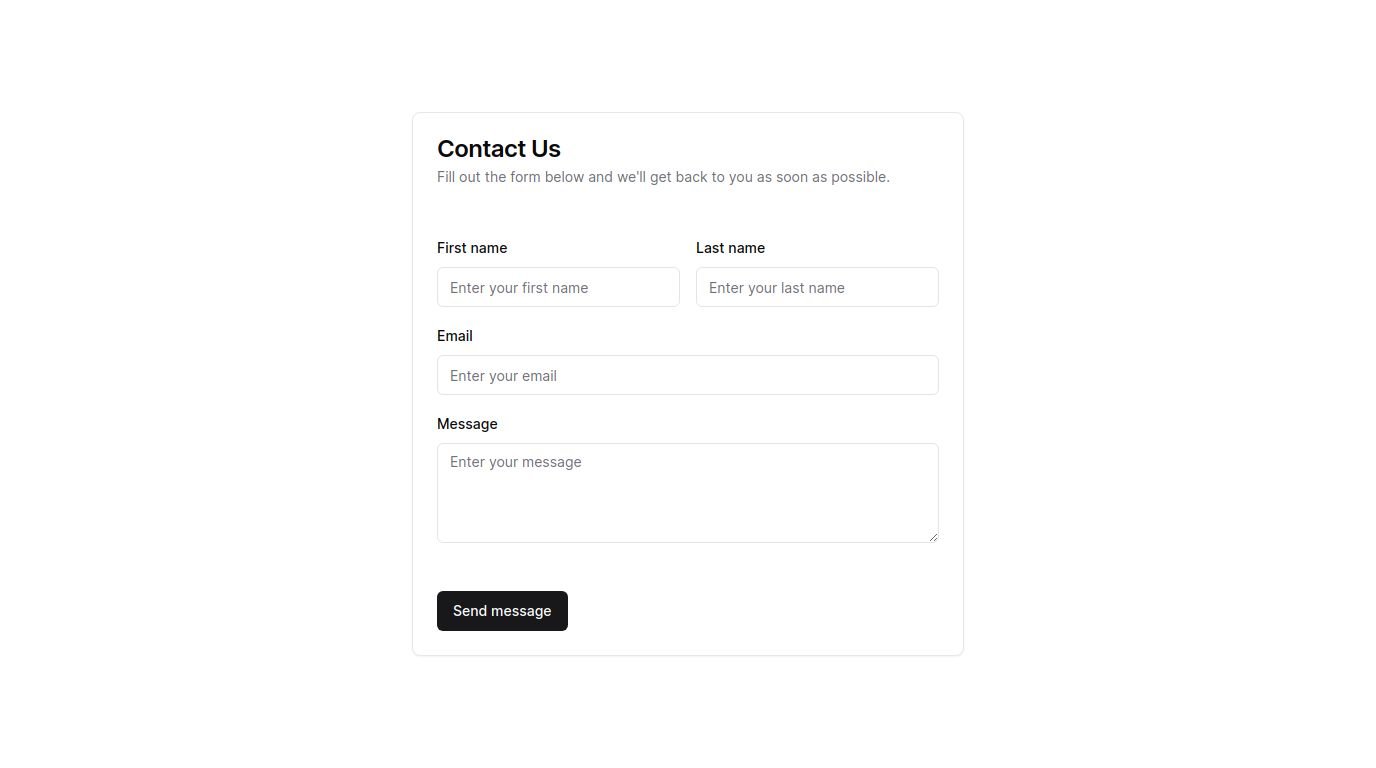 Contact Us
Fill out the form below and we'll get back to you as soon as possible.
First name
Last name
Enter your first name
Enter your last name
Email
Enter your email
Message
Enter your message
Send message